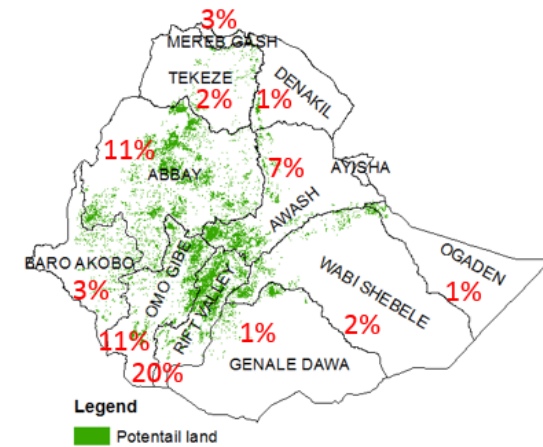 3%
MEREB GASH
TEKEZE
2%
DENAKIL
1%
11%
ABBAY
7%
AYISHA
AWASH
BARO AKOBO
3%
OMO GIBE
RIFT VALLEY
WABI SHEBELE
2%
OGADEN
1%
11%
20%
1%
GENALE DAWA
Legend
Potentail land